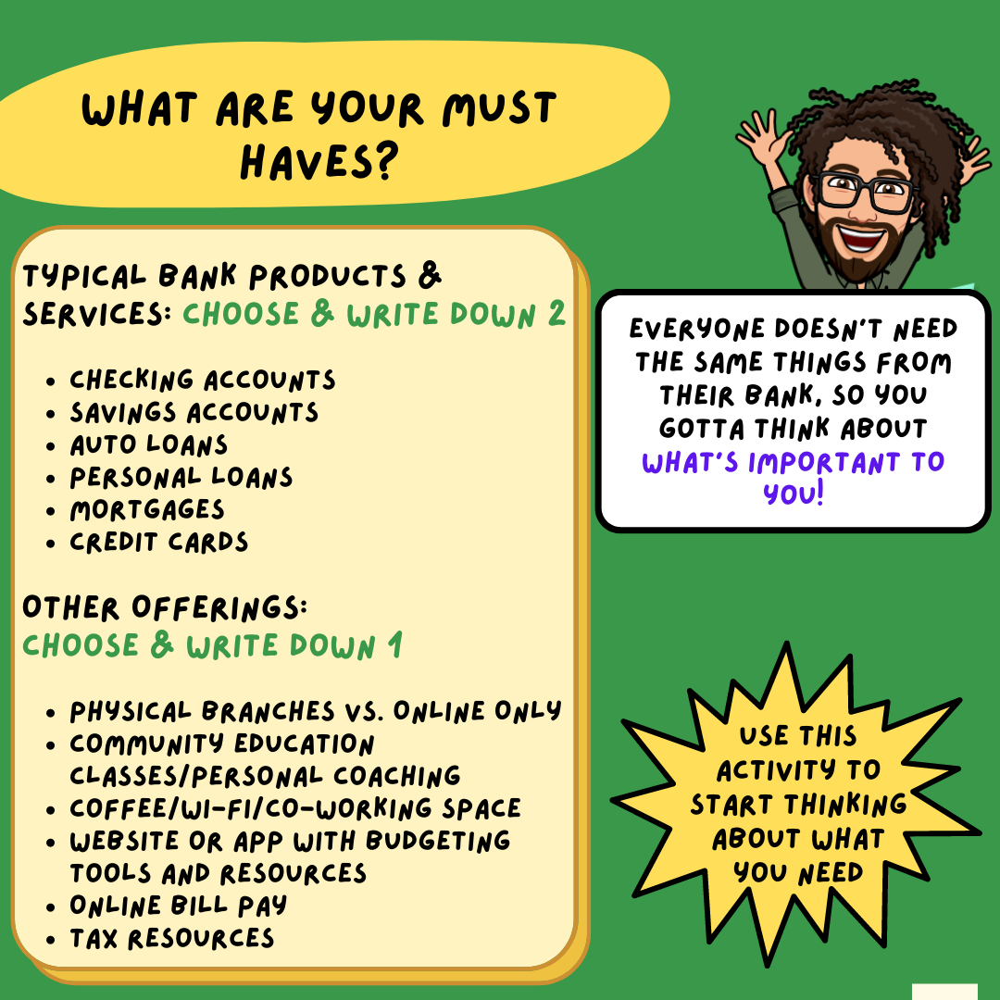 WHAT ARE YOUR MUST
HAVES?
TYPICAL BANK PRODUCTS &
SERVICES: CHOOSE & WRITE DOWN 2
• CHECKING ACCOUNTS
• SAVINGS ACCOUNTS
• AUTO LOANS
• PERSONAL LOANS
• MORTGAGES
• CREDIT CARDS
OTHER OFFERINGS:
CHOOSE & WRITE DOWN 1
• PHYSICAL BRANCHES VS. ONLINE ONLY
• COMMUNITY EDUCATION
CLASSES/PERSONAL COACHING
• COFFEE/WI-FI/CO-WORKING SPACE
• WEBSITE OR APP WITH BUDGETING
TOOLS AND RESOURCES
• ONLINE BILL PAY
• TAX RESOURCES
EVERYONE DOESN'T NEED
THE SAME THINGS FROM
THEIR BANK, SO YOU
GOTTA THINK ABOUT
WHAT'S IMPORTANT TO
YOU!
USE THIS
ACTIVITY TO
START THINKING
ABOUT WHAT
YOU NEED